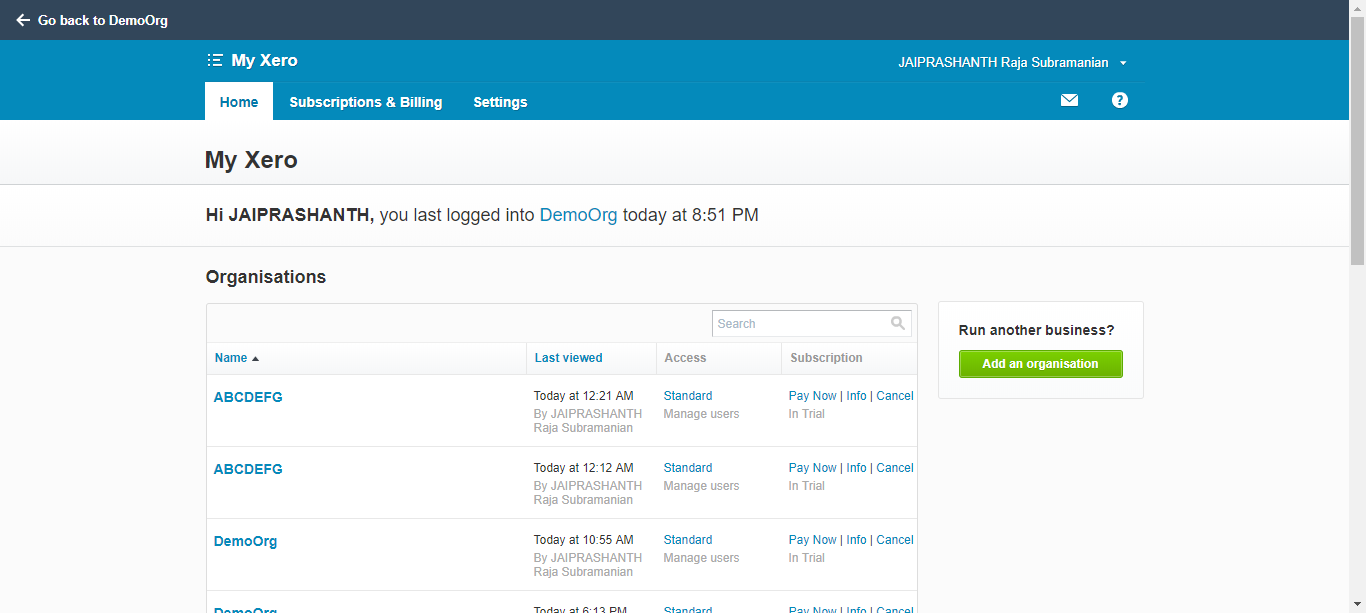 Go back to DemoOrg
My Xero
JAIPRASHANTH Raja Subramanian
Home Subscriptions & Billing Settings
?
My Xero
Hi JAIPRASHANTH, you last logged into DemoOrg today at 8:51 PM
Organisations
Search
Run another business?
Add an organisation
Name Last viewed Access Subscription
ABCDEFG Today at 12:21 AM Standard Pay Now | Info | Cancel
By JAIPRASHANTH Manage users In Trial
Raja Subramanian
ABCDEFG Today at 12:12 AM Standard Pay Now | Info | Cancel
By JAIPRASHANTH Manage users In Trial
Raja Subramanian
DemoOrg Today at 10:55 AM Standard Pay Now | Info | Cancel
By JAIPRASHANTH Manage users In Trial
Raja Subramanian
DemoOrg Today at 6:13 PM Standard Pay Now | Info | Cancel